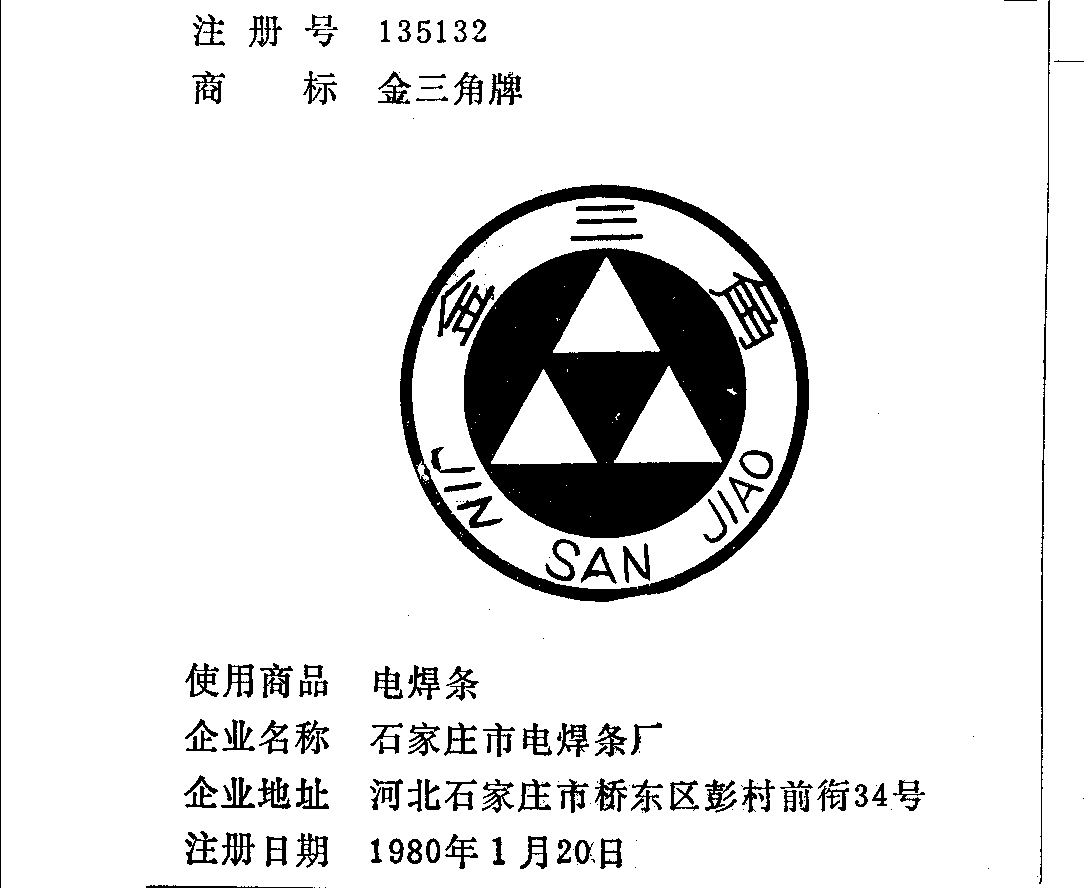 注册号 135132
商标 金三角牌
金三角
JIN SAN JIAO
使用商品 电焊条
企业名称 石家庄市电焊条厂
企业地址 河北石家庄市桥东区彭村前街34号
注册日期 1980年1月20日